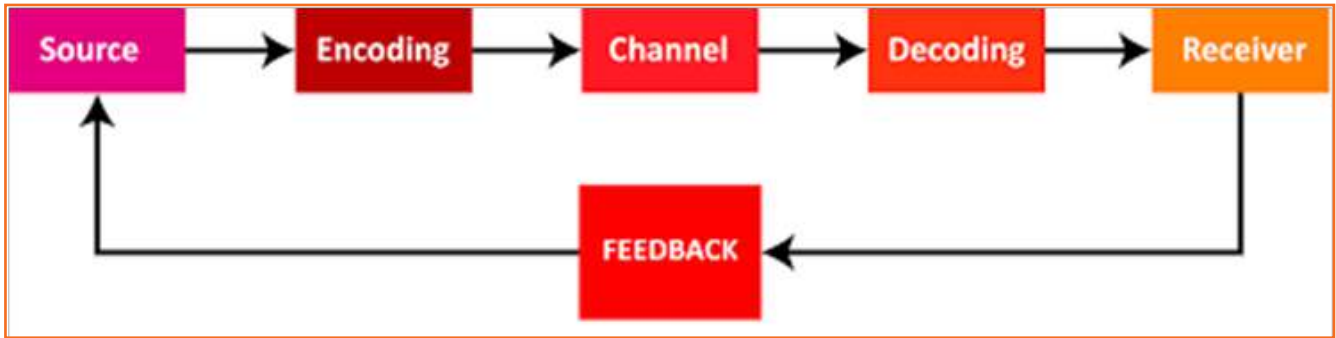 Source
Encoding
Channel
Decoding
Receiver
FEEDBACK